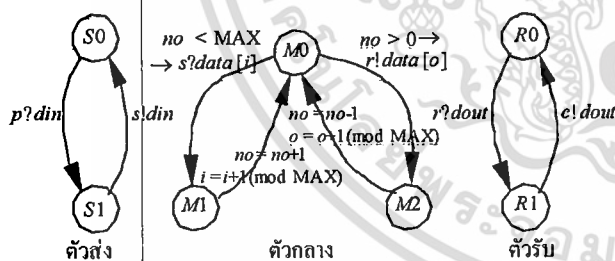 S0
p?din
s!din
S1
ตัวส่ง
no < MAX
→ s?data[i]
M0
no > 0→
r!data[o]
no = no-1
o = o+1(mod MAX)
no = no+1
i = i+1(mod MAX)
M1
M2
ตัวกลาง
R0
r?dout
c!dout
R1
ตัวรับ